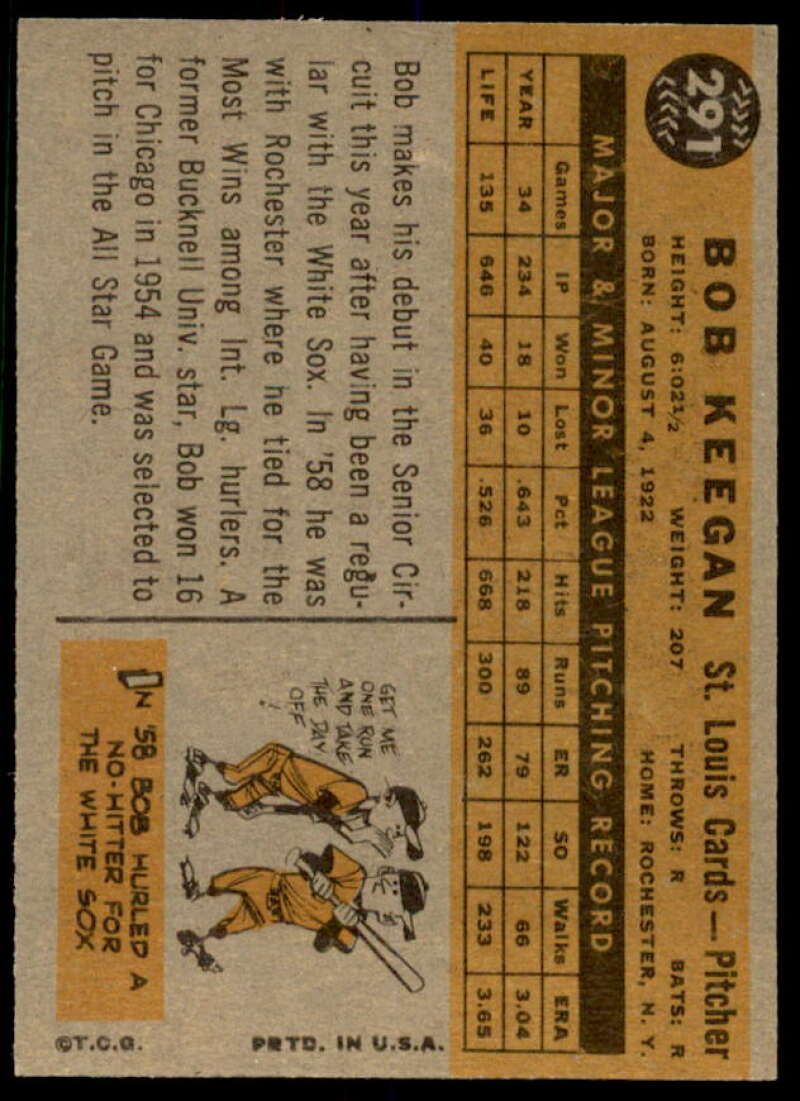 291
BOB KEEGAN St. Louis Cards—Pitcher
HEIGHT: 6:02½ WEIGHT: 207 THROWS: R BATS: R
BORN: AUGUST 4, 1922 HOME: ROCHESTER, N. Y.
MAJOR & MINOR LEAGUE PITCHING RECORD
Games IP Won Lost Pct Hits Runs ER SO Walks ERA
YEAR 34 234 18 10 .643 218 89 79 122 66 3.04
LIFE 135 646 40 36 .526 668 300 262 198 233 3.65
Bob makes his debut in the Senior Cir-
cuit this year after having been a regu-
lar with the White Sox. In '58 he was
with Rochester where he tied for the
Most Wins among Int. Lg. hurlers. A
former Bucknell Univ. star, Bob won 16
for Chicago in 1954 and was selected to
pitch in the All Star Game.
GET ME
ONE RUN
AND TAKE
THE DAY
OFF!
IN '58 BOB HURLED A
NO-HITTER FOR
THE WHITE SOX
©T.C.G. PRTD. IN U.S.A.